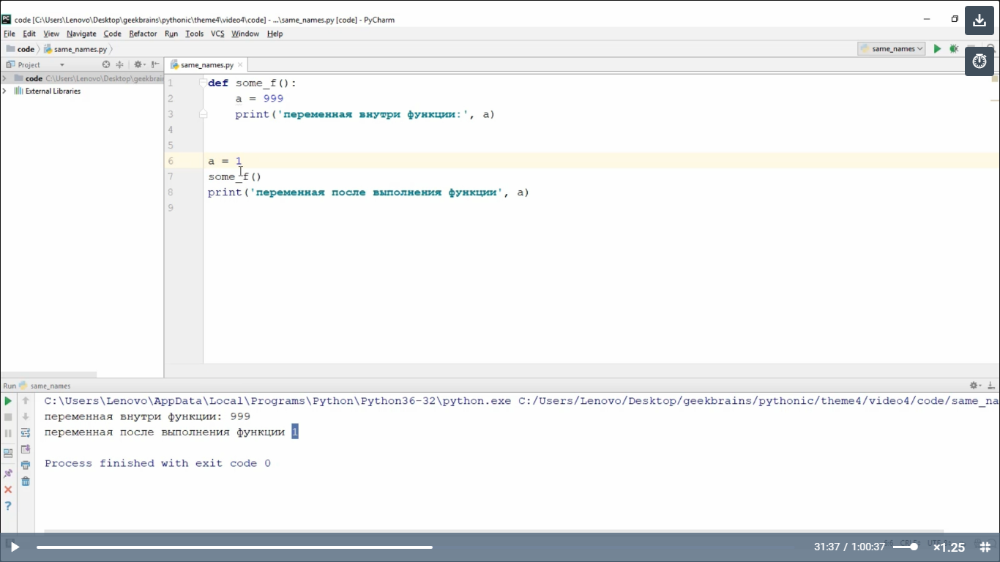 code [C:\Users\Lenovo\Desktop\geekbrains\pythonic\theme4\video4\code] - ...\same_names.py [code] - PyCharm
File Edit View Navigate Code Refactor Run Tools VCS Window Help
code same_names.py
same_names
Project
same_names.py
code C:\Users\Lenovo\Desktop\geekbrai
External Libraries
1 def some_f():
2 a = 999
3 print('переменная внутри функции:', a)
4
5
6 a = 1
7 some_f()
8 print('переменная после выполнения функции', a)
9
Run same_names
C:\Users\Lenovo\AppData\Local\Programs\Python\Python36-32\python.exe C:/Users/Lenovo/Desktop/geekbrains/pythonic/theme4/video4/code/same_na
переменная внутри функции: 999
переменная после выполнения функции 1
Process finished with exit code 0
31:37 / 1:00:37 ×1.25